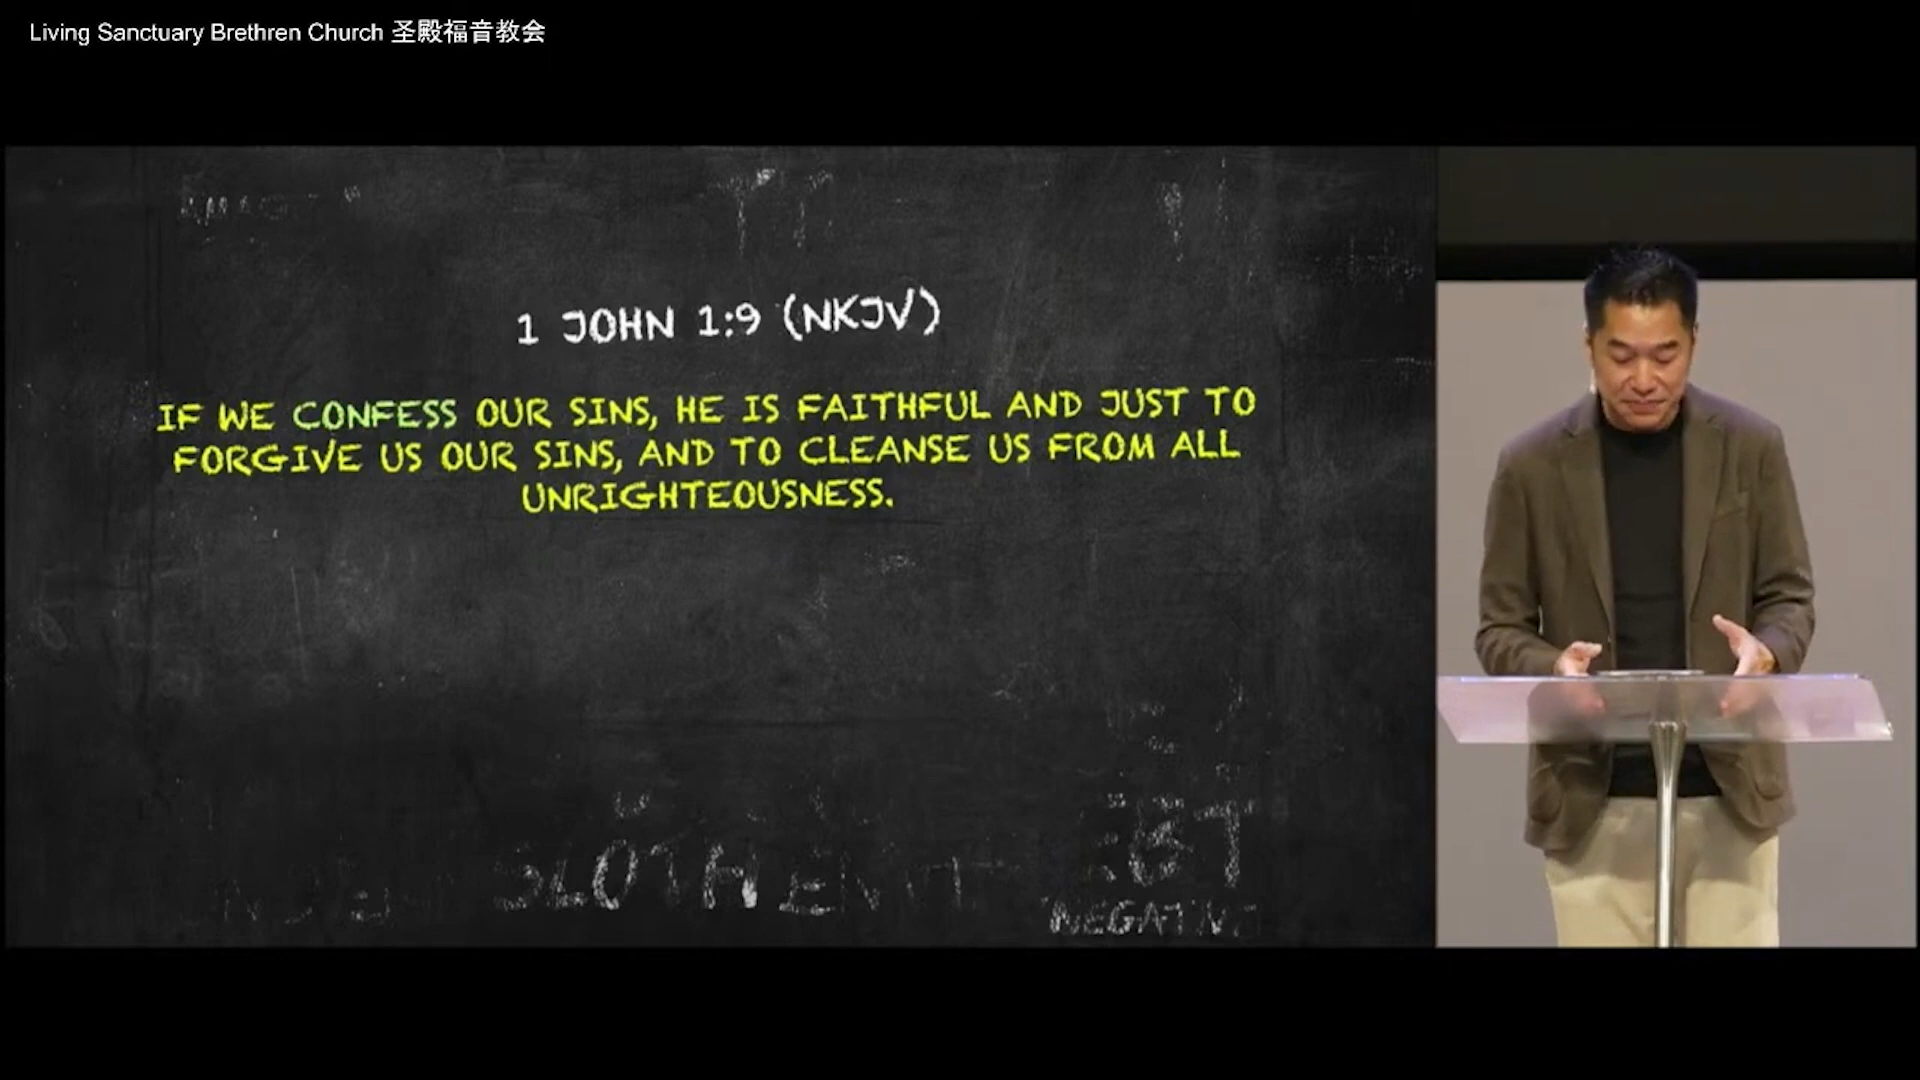 Living Sanctuary Brethren Church 圣殿福音教会
1 JOHN 1:9 (NKJV)
IF WE CONFESS OUR SINS, HE IS FAITHFUL AND JUST TO
FORGIVE US OUR SINS, AND TO CLEANSE US FROM ALL
UNRIGHTEOUSNESS.
SLOTH